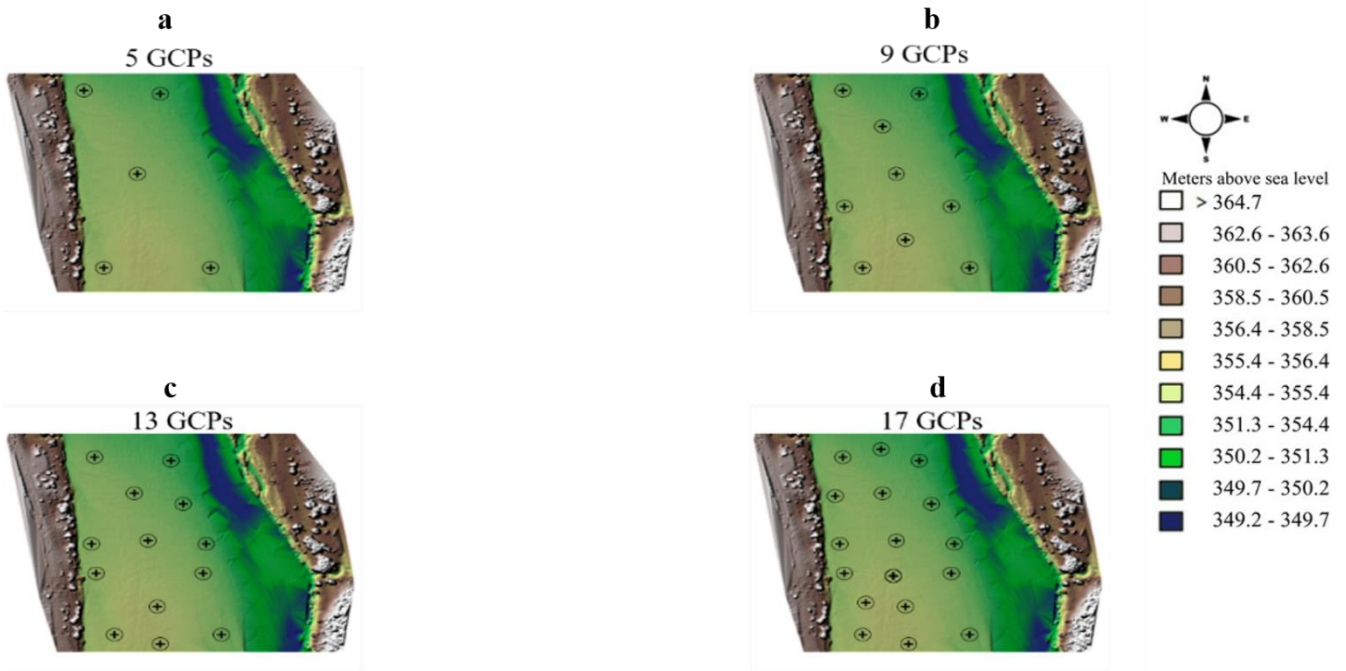 a
5 GCPs
b
9 GCPs
c
13 GCPs
d
17 GCPs
N
W E
S
Meters above sea level
> 364.7
362.6 - 363.6
360.5 - 362.6
358.5 - 360.5
356.4 - 358.5
355.4 - 356.4
354.4 - 355.4
351.3 - 354.4
350.2 - 351.3
349.7 - 350.2
349.2 - 349.7